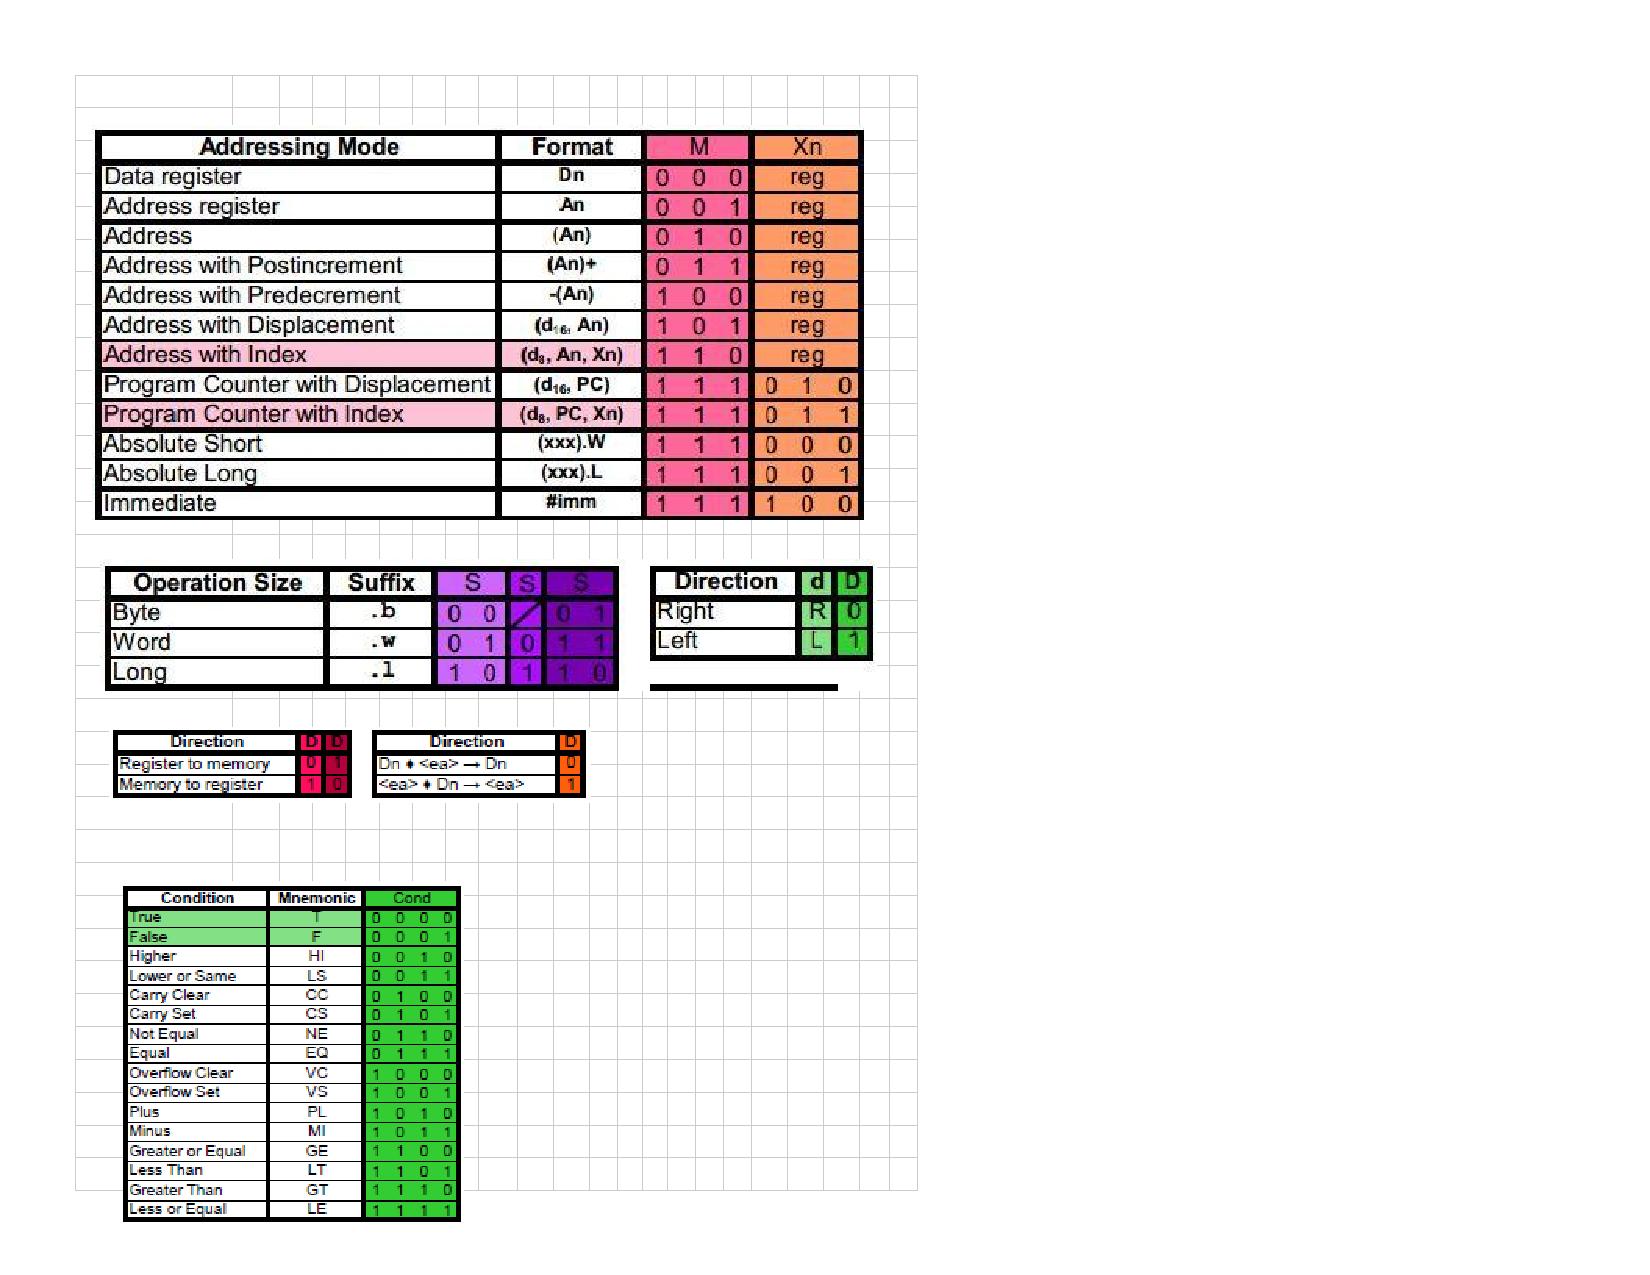 Addressing Mode Format M Xn
Data register Dn 0 0 0 reg
Address register An 0 0 1 reg
Address (An) 0 1 0 reg
Address with Postincrement (An)+ 0 1 1 reg
Address with Predecrement -(An) 1 0 0 reg
Address with Displacement (d₁₆, An) 1 0 1 reg
Address with Index (d₈, An, Xn) 1 1 0 reg
Program Counter with Displacement (d₁₆, PC) 1 1 1 0 1 0
Program Counter with Index (d₈, PC, Xn) 1 1 1 0 1 1
Absolute Short (xxx).W 1 1 1 0 0 0
Absolute Long (xxx).L 1 1 1 0 0 1
Immediate #imm 1 1 1 1 0 0
Operation Size Suffix S S S
Byte .b 0 0 0 1
Word .w 0 1 0 1 1
Long .l 1 0 1 1 0
Direction d D
Right R 0
Left L 1
Direction D D
Register to memory 0 1
Memory to register 1 0
Direction D
Dn ♦ <ea> → Dn 0
<ea> ♦ Dn → <ea> 1
Condition Mnemonic Cond
True T 0 0 0 0
False F 0 0 0 1
Higher HI 0 0 1 0
Lower or Same LS 0 0 1 1
Carry Clear CC 0 1 0 0
Carry Set CS 0 1 0 1
Not Equal NE 0 1 1 0
Equal EQ 0 1 1 1
Overflow Clear VC 1 0 0 0
Overflow Set VS 1 0 0 1
Plus PL 1 0 1 0
Minus MI 1 0 1 1
Greater or Equal GE 1 1 0 0
Less Than LT 1 1 0 1
Greater Than GT 1 1 1 0
Less or Equal LE 1 1 1 1